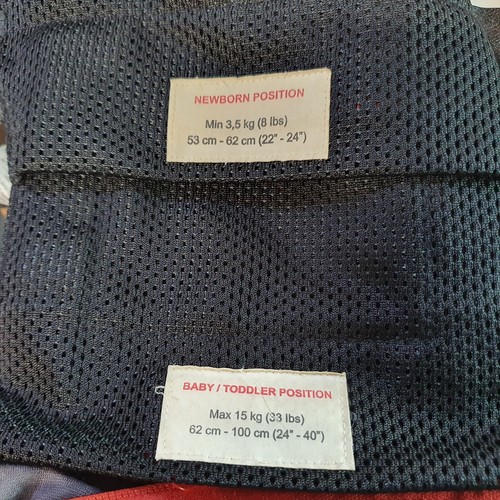 NEWBORN POSITION
Min 3,5 kg (8 lbs)
53 cm - 62 cm (22" - 24")
BABY / TODDLER POSITION
Max 15 kg (33 lbs)
62 cm - 100 cm (24" - 40")